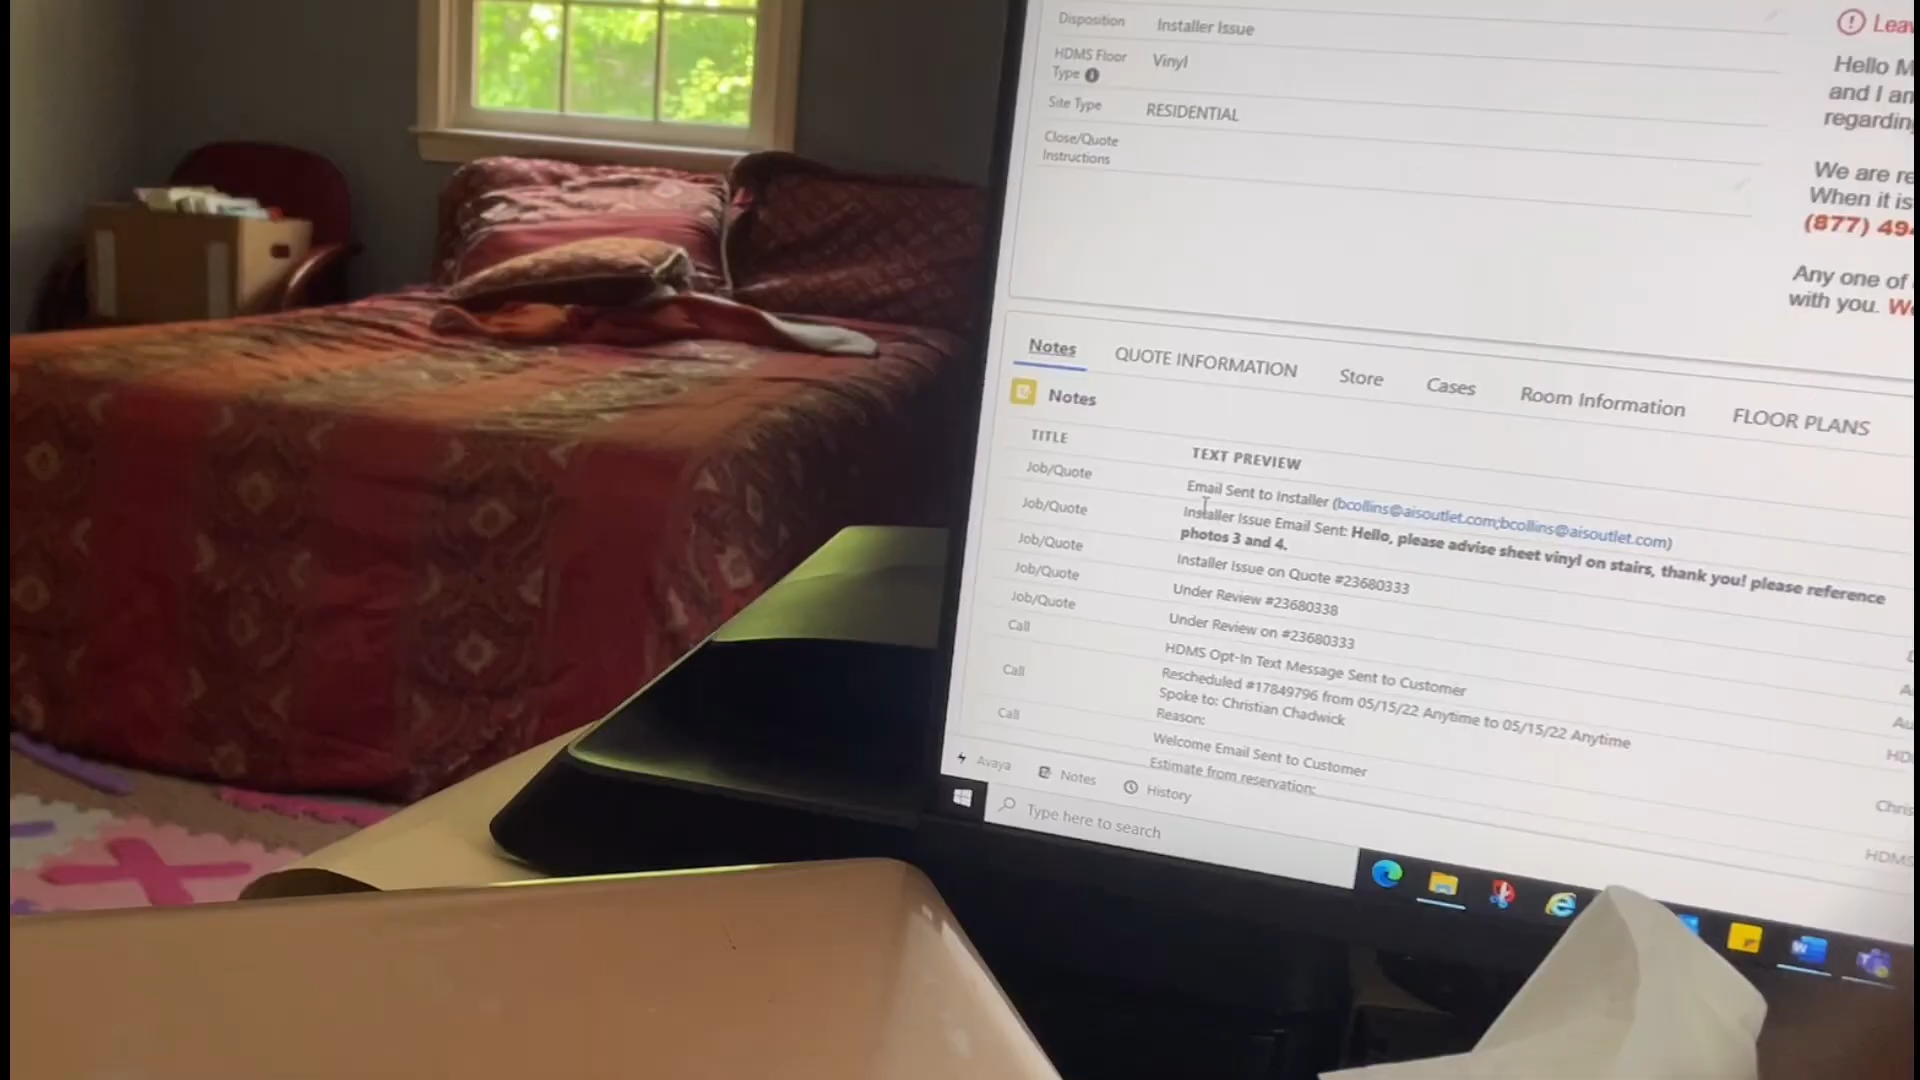 Disposition
Installer Issue
HDMS Floor
Type
Vinyl
Site Type
RESIDENTIAL
Close/Quote
Instructions
Hello
and I
We are
When it is
(877)
Any one of
with you.
Notes QUOTE INFORMATION Store Cases Room Information FLOOR PLANS
Notes
TITLE TEXT PREVIEW
Job/Quote Email Sent to Installer (bcollins@aisoutlet.com;bcollins@aisoutlet.com)
Job/Quote Installer Issue Email Sent: Hello, please advise sheet vinyl on stairs, thank you! please reference
photos 3 and 4.
Job/Quote Installer Issue on Quote #23680333
Job/Quote Under Review #23680338
Job/Quote Under Review on #23680333
Call HDMS Opt-In Text Message Sent to Customer
Call Rescheduled #17849796 from 05/15/22 Anytime to 05/15/22 Anytime
Spoke to: Christian Chadwick
Reason:
Call Welcome Email Sent to Customer
Estimate from reservation:
Avaya Notes History
Type here to search